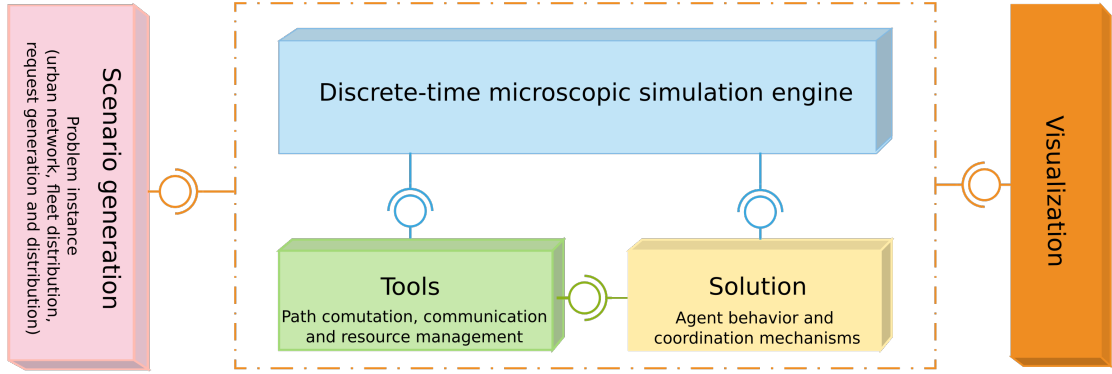 Scenario generation
Problem instance
(urban network, fleet distribution,
request generation and distribution)
Discrete-time microscopic simulation engine
Tools
Path comutation, communication
and resource management
Solution
Agent behavior and
coordination mechanisms
Visualization